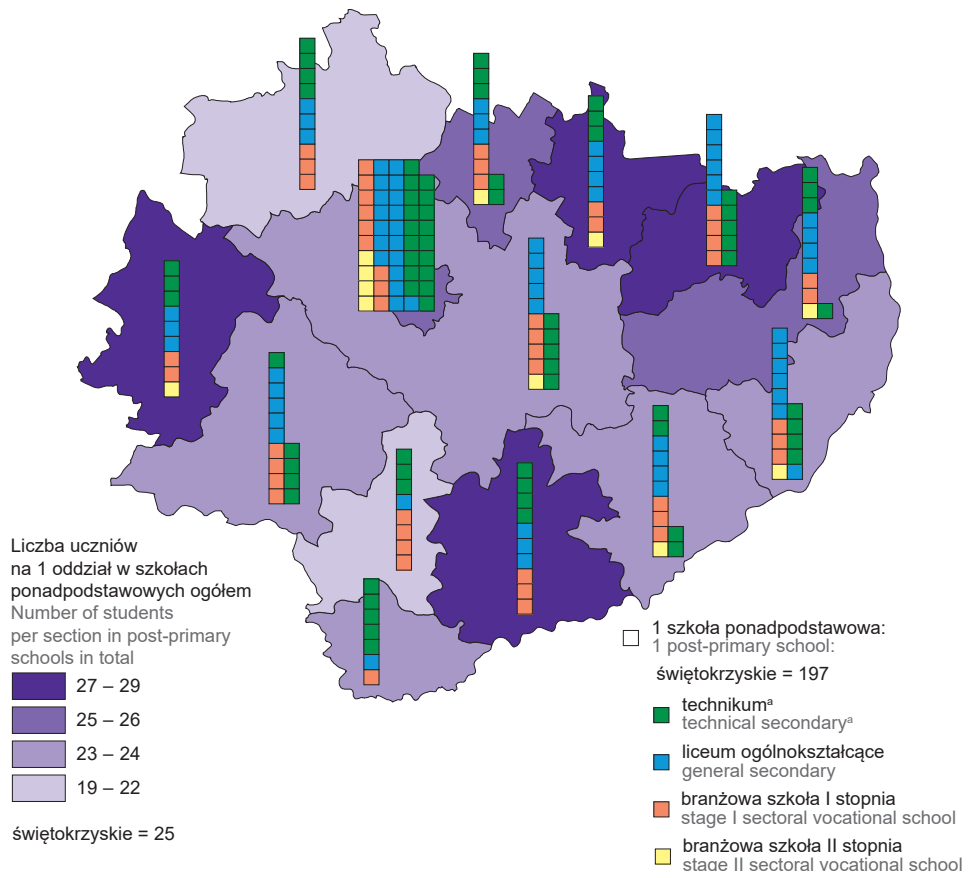 Liczba uczniów
na 1 oddział w szkołach
ponadpodstawowych ogółem
Number of students
per section in post-primary
schools in total
27 – 29
25 – 26
23 – 24
19 – 22
świętokrzyskie = 25
1 szkoła ponadpodstawowa:
1 post-primary school:
świętokrzyskie = 197
technikumᵃ
technical secondaryᵃ
liceum ogólnokształcące
general secondary
branżowa szkoła I stopnia
stage I sectoral vocational school
branżowa szkoła II stopnia
stage II sectoral vocational school